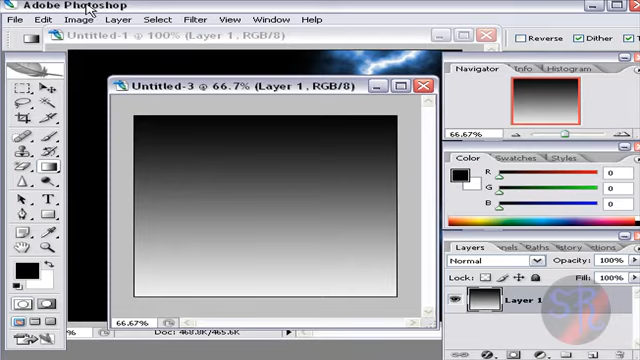 Adobe Photoshop
File Edit Image Layer Select Filter View Window Help
Untitled-1 @ 100% (Layer 1, RGB/8)
Reverse Dither
Untitled-3 @ 66.7% (Layer 1, RGB/8)
Navigator Info Histogram
66.67%
Color Swatches Styles
R 0
G 0
B 0
Layers Paths
Normal Opacity: 100%
Lock: Fill: 100%
Layer 1
66.67%